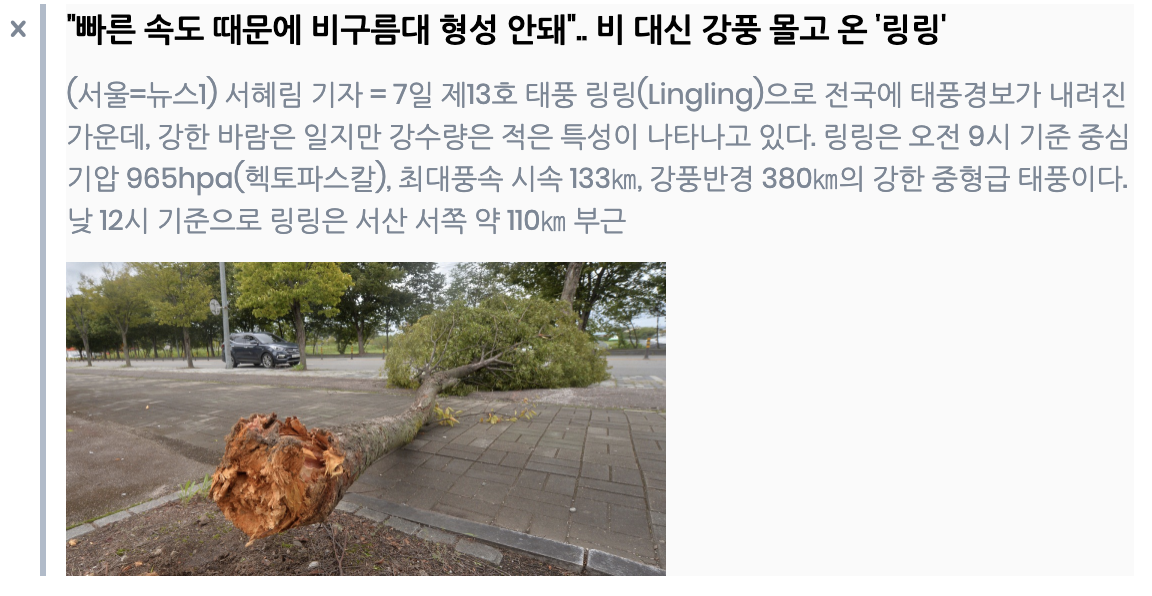 "빠른 속도 때문에 비구름대 형성 안돼".. 비 대신 강풍 몰고 온 '링링'
(서울=뉴스1) 서혜림 기자 = 7일 제13호 태풍 링링(Lingling)으로 전국에 태풍경보가 내려진
가운데, 강한 바람은 일지만 강수량은 적은 특성이 나타나고 있다. 링링은 오전 9시 기준 중심
기압 965hpa(헥토파스칼), 최대풍속 시속 133㎞, 강풍반경 380㎞의 강한 중형급 태풍이다.
낮 12시 기준으로 링링은 서산 서쪽 약 110㎞ 부근